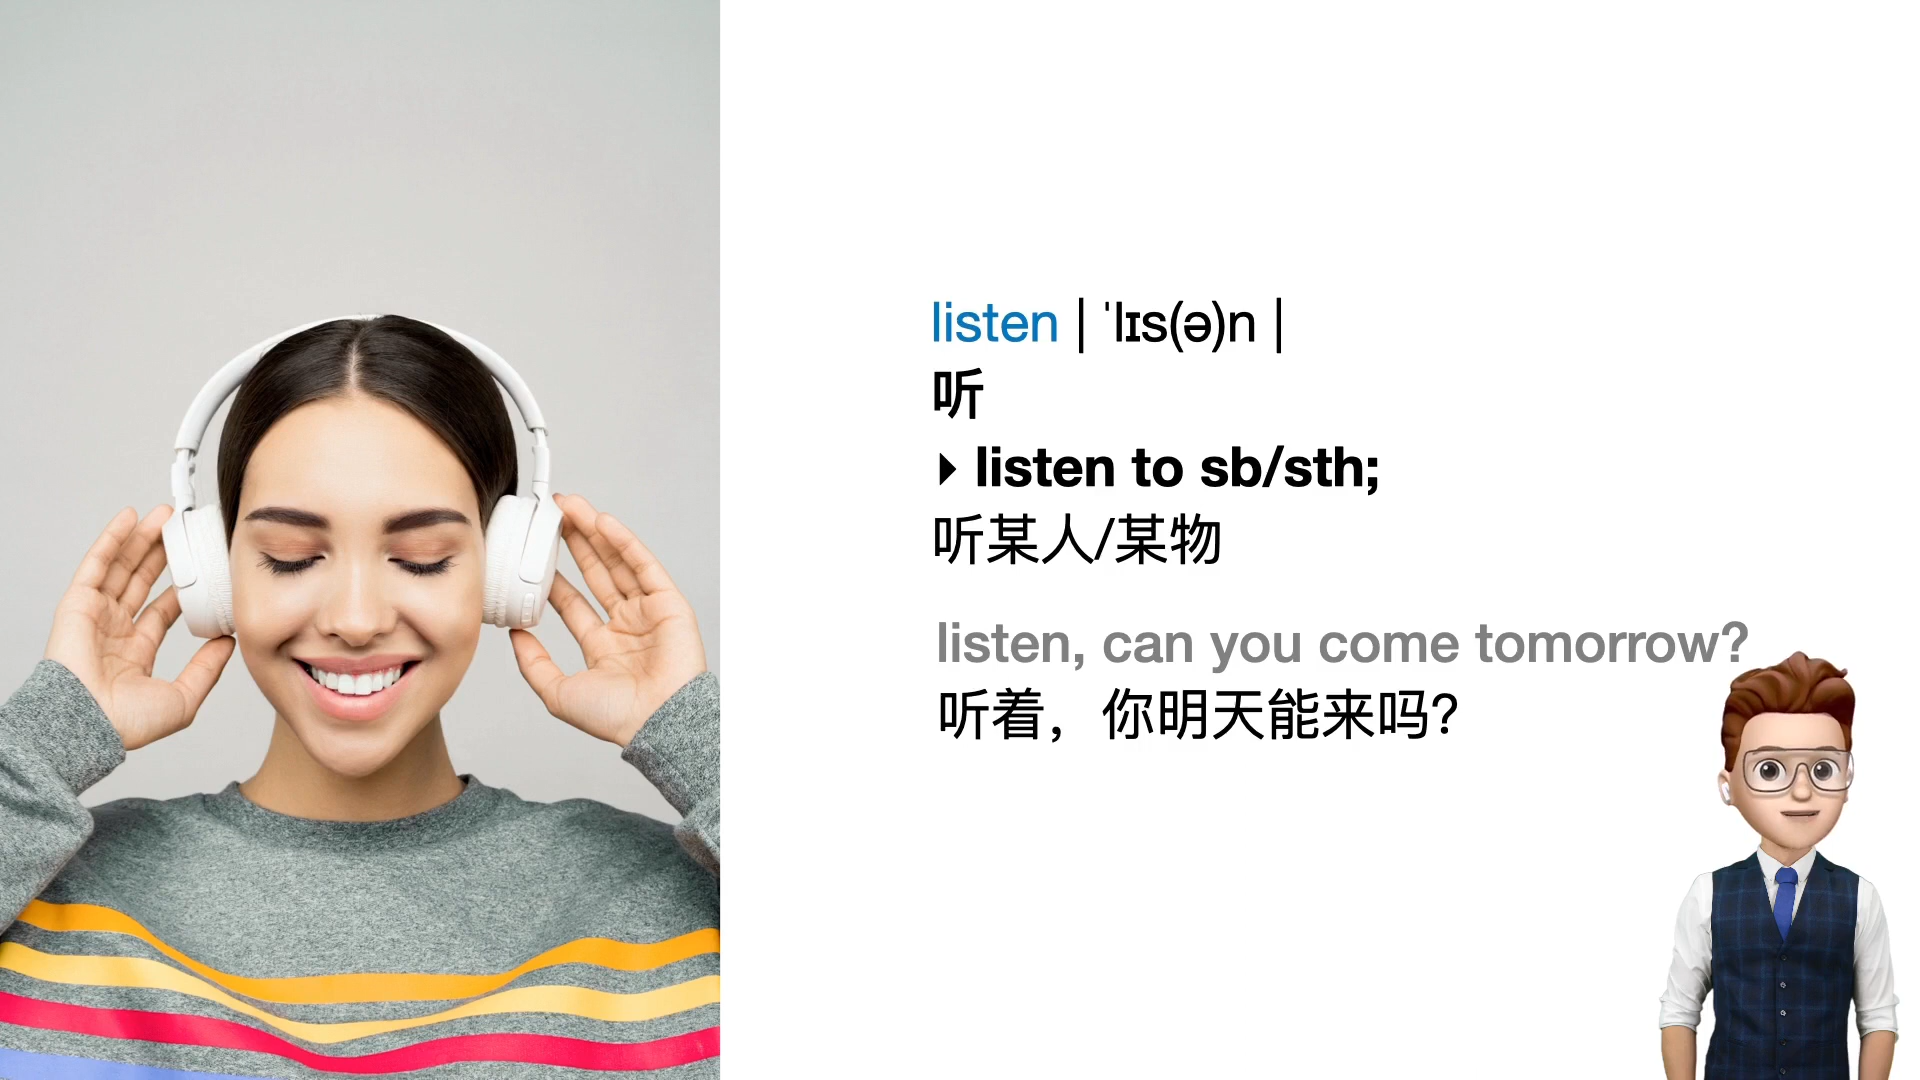 listen | ˈlɪs(ə)n |
听
▸ listen to sb/sth;
听某人/某物
listen, can you come tomorrow?
听着，你明天能来吗？